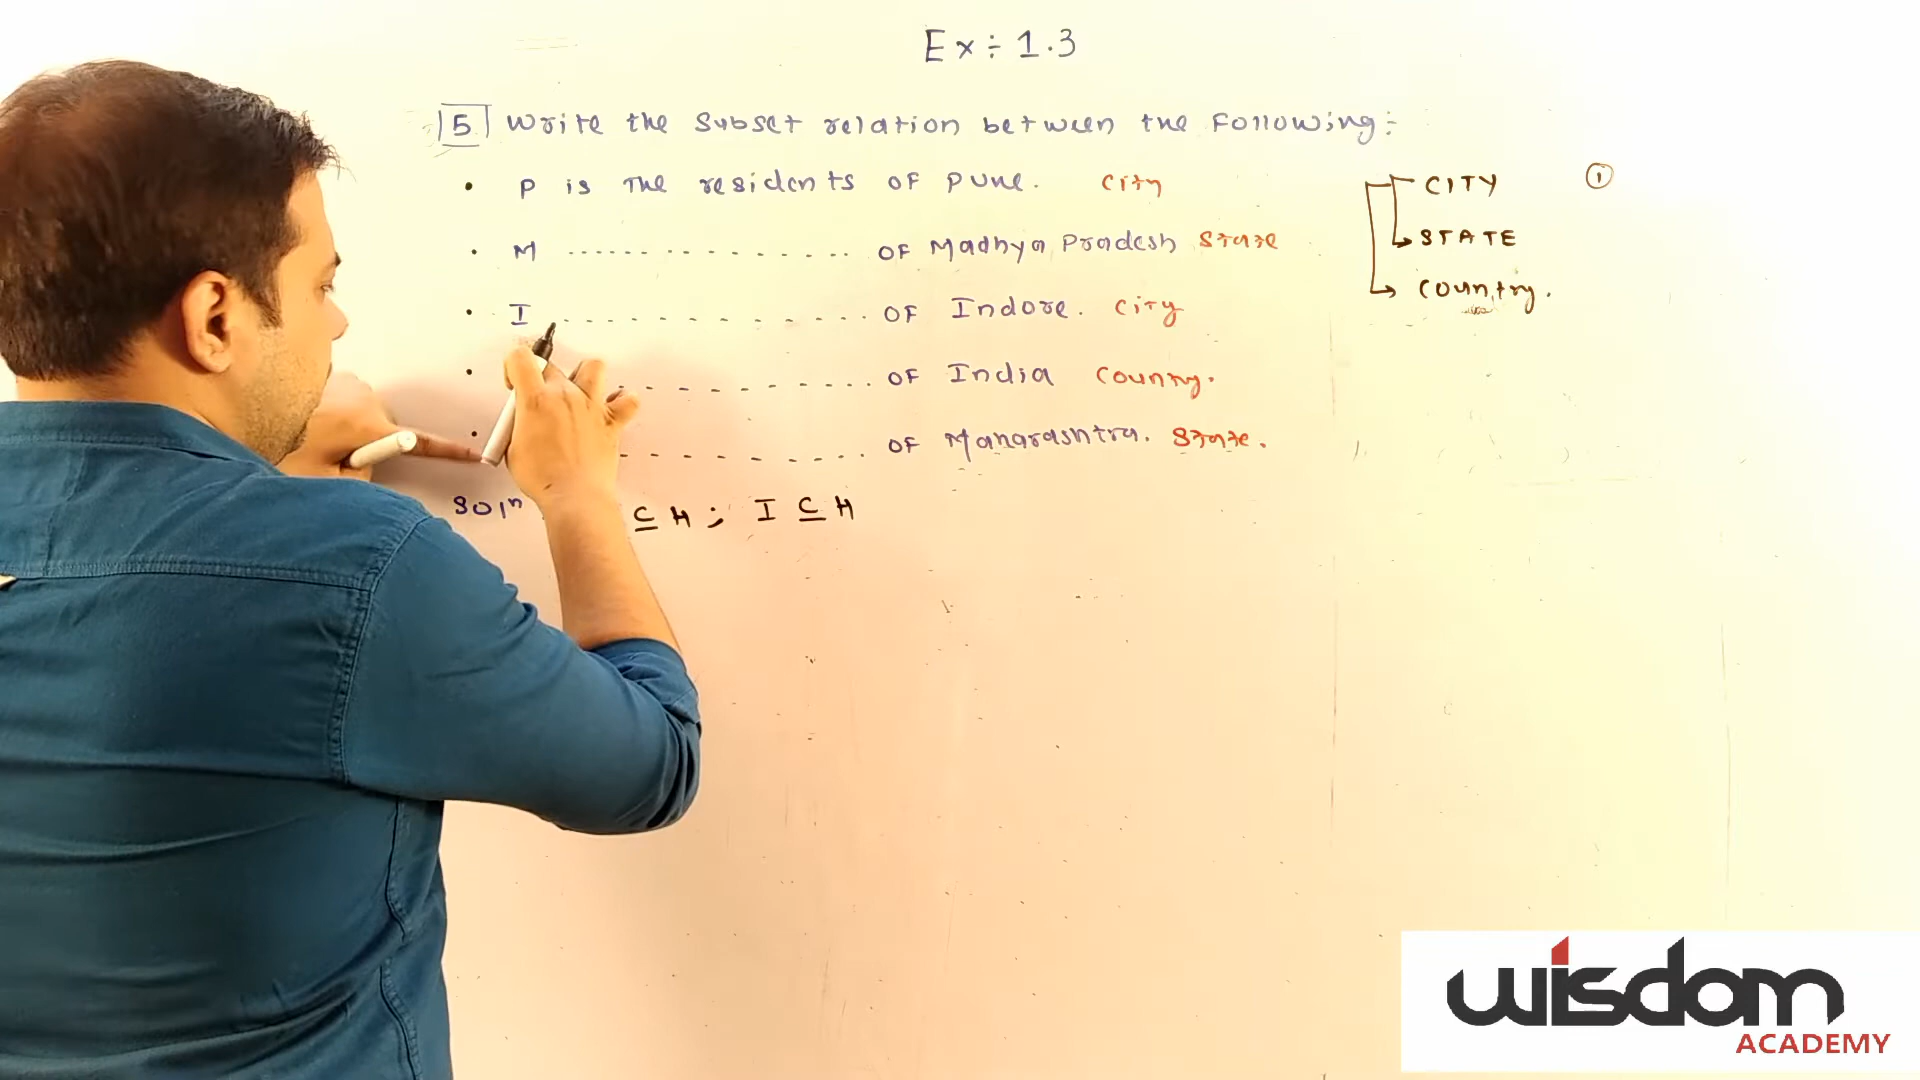 Ex÷ 1.3
5 Write the Subset relation between the Following:
• P is The residents OF Pune. City
• M ................ OF Madhya Pradesh State
• I ................ OF Indore. City
• - - - - - - - - OF India Country.
• - - - - - - - - OF Maharashtra. State.
Solⁿ ⊆ H ; I ⊆ H
CITY ①
STATE
Country.
wisdom
ACADEMY